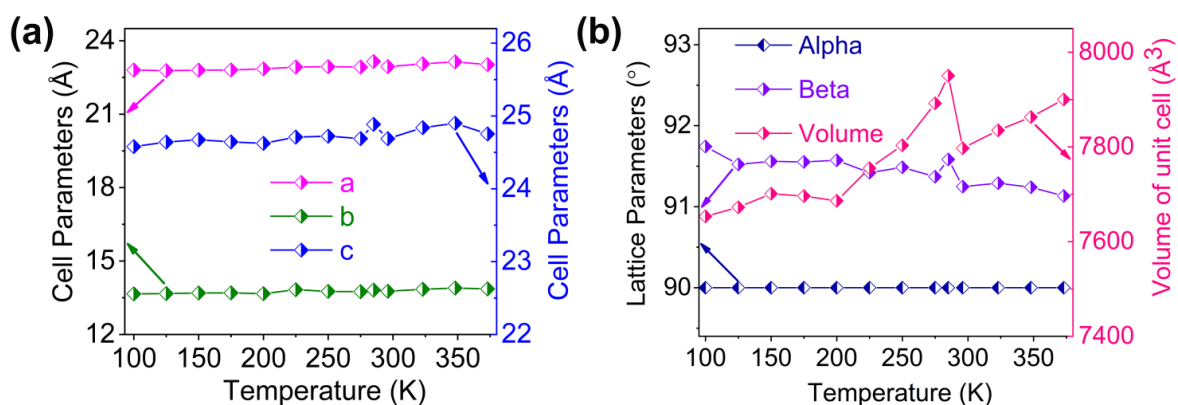 (a)
24
21
18
15
12
Cell Parameters (Å)
a
b
c
26
25
24
23
22
Cell Parameters (Å)
100 150 200 250 300 350
Temperature (K)
(b)
93
92
91
90
Lattice Parameters (°)
Alpha
Beta
Volume
8000
7800
7600
7400
Volume of unit cell (Å³)
100 150 200 250 300 350
Temperature (K)